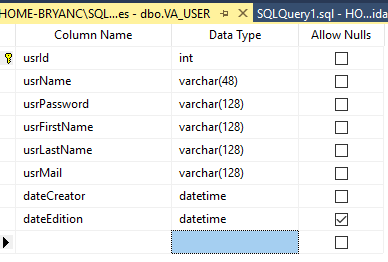 HOME-BRYANC\SQL...es - dbo.VA_USER SQLQuery1.sql - HO...ida
Column Name Data Type Allow Nulls
usrId int
usrName varchar(48)
usrPassword varchar(128)
usrFirstName varchar(128)
usrLastName varchar(128)
usrMail varchar(128)
dateCreator datetime
dateEdition datetime